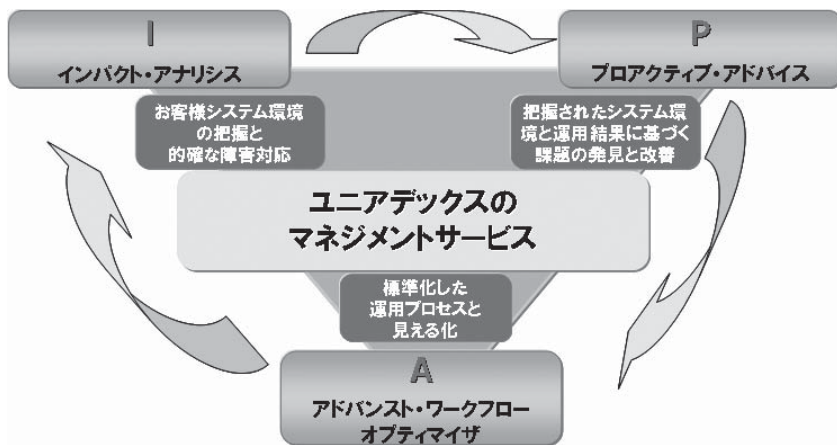 I
インパクト・アナリシス
お客様システム環境
の把握と
的確な障害対応
P
プロアクティブ・アドバイス
把握されたシステム環
境と運用結果に基づく
課題の発見と改善
ユニアデックスの
マネジメントサービス
標準化した
運用プロセスと
見える化
A
アドバンスト・ワークフロー
オプティマイザ